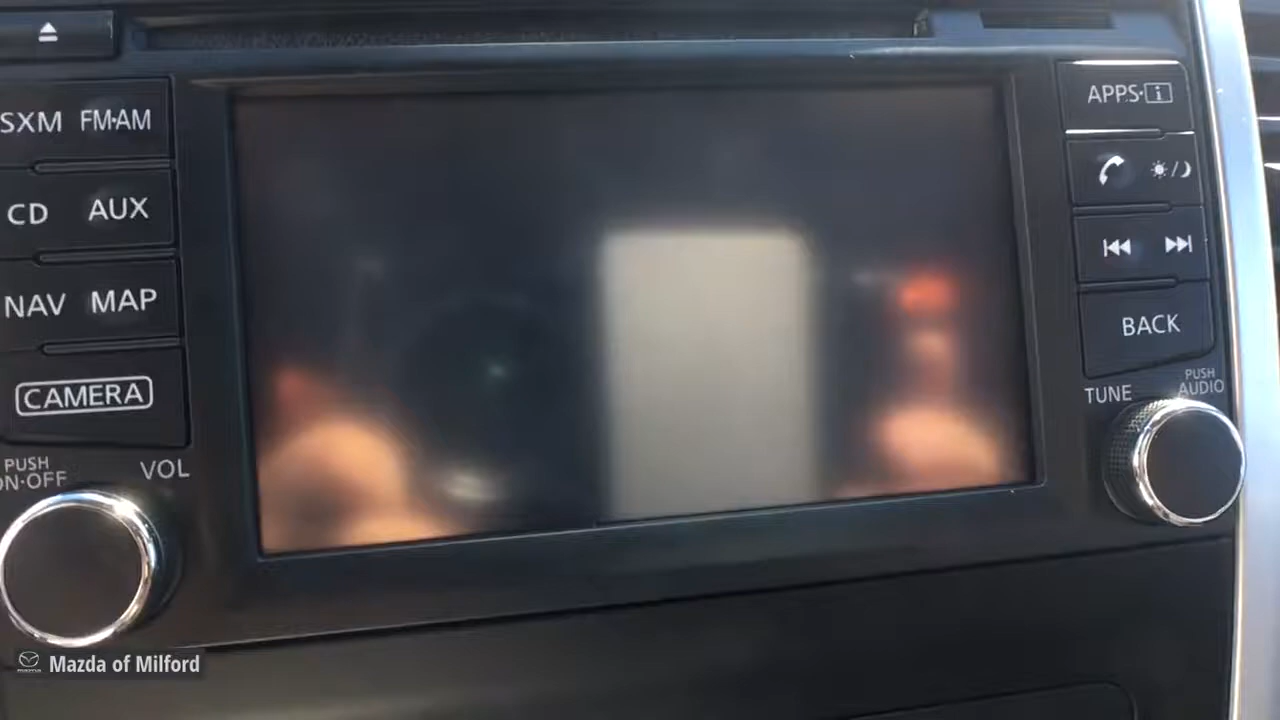 SXM FM·AM
CD AUX
NAV MAP
CAMERA
PUSH
ON·OFF
VOL
APPS·i
BACK
TUNE
PUSH
AUDIO
Mazda of Milford